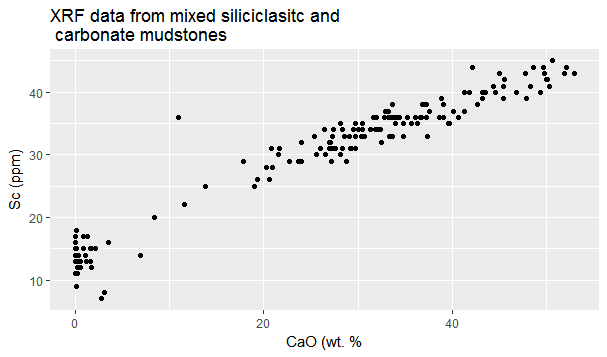 XRF data from mixed siliciclasitc and
carbonate mudstones
Sc (ppm)
40
30
20
10
0
20
40
CaO (wt. %